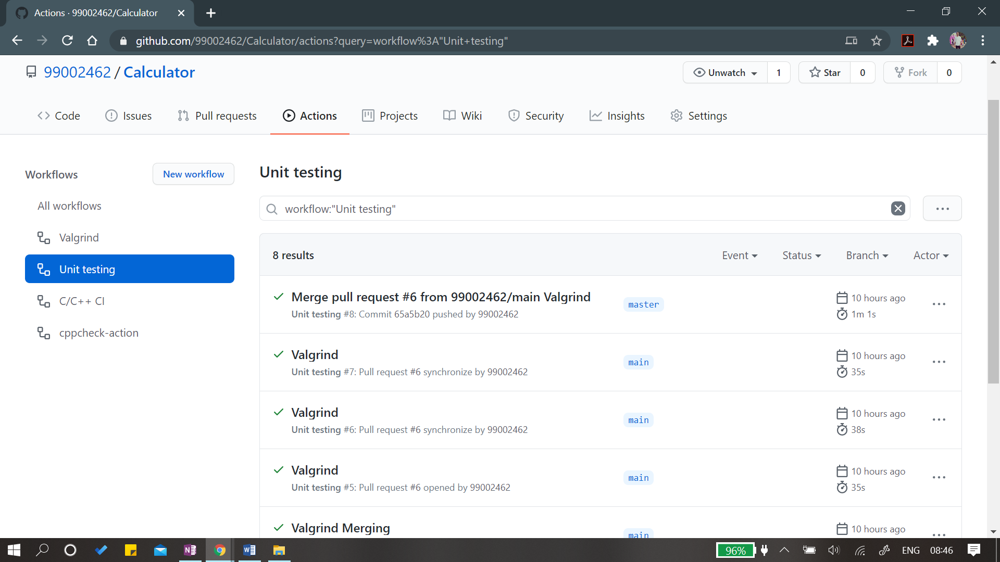 Actions · 99002462/Calculator
github.com/99002462/Calculator/actions?query=workflow%3A"Unit+testing"
99002462 / Calculator
Unwatch 1
Star 0
Fork 0
Code Issues Pull requests Actions Projects Wiki Security Insights Settings
Workflows
New workflow
All workflows
Valgrind
Unit testing
C/C++ CI
cppcheck-action
Unit testing
workflow:"Unit testing"
8 results
Event Status Branch Actor
Merge pull request #6 from 99002462/main Valgrind
Unit testing #8: Commit 65a5b20 pushed by 99002462
master
10 hours ago
1m 1s
Valgrind
Unit testing #7: Pull request #6 synchronize by 99002462
main
10 hours ago
35s
Valgrind
Unit testing #6: Pull request #6 synchronize by 99002462
main
10 hours ago
38s
Valgrind
Unit testing #5: Pull request #6 opened by 99002462
main
10 hours ago
35s
Valgrind Merging
main
10 hours ago
96%
ENG
08:46